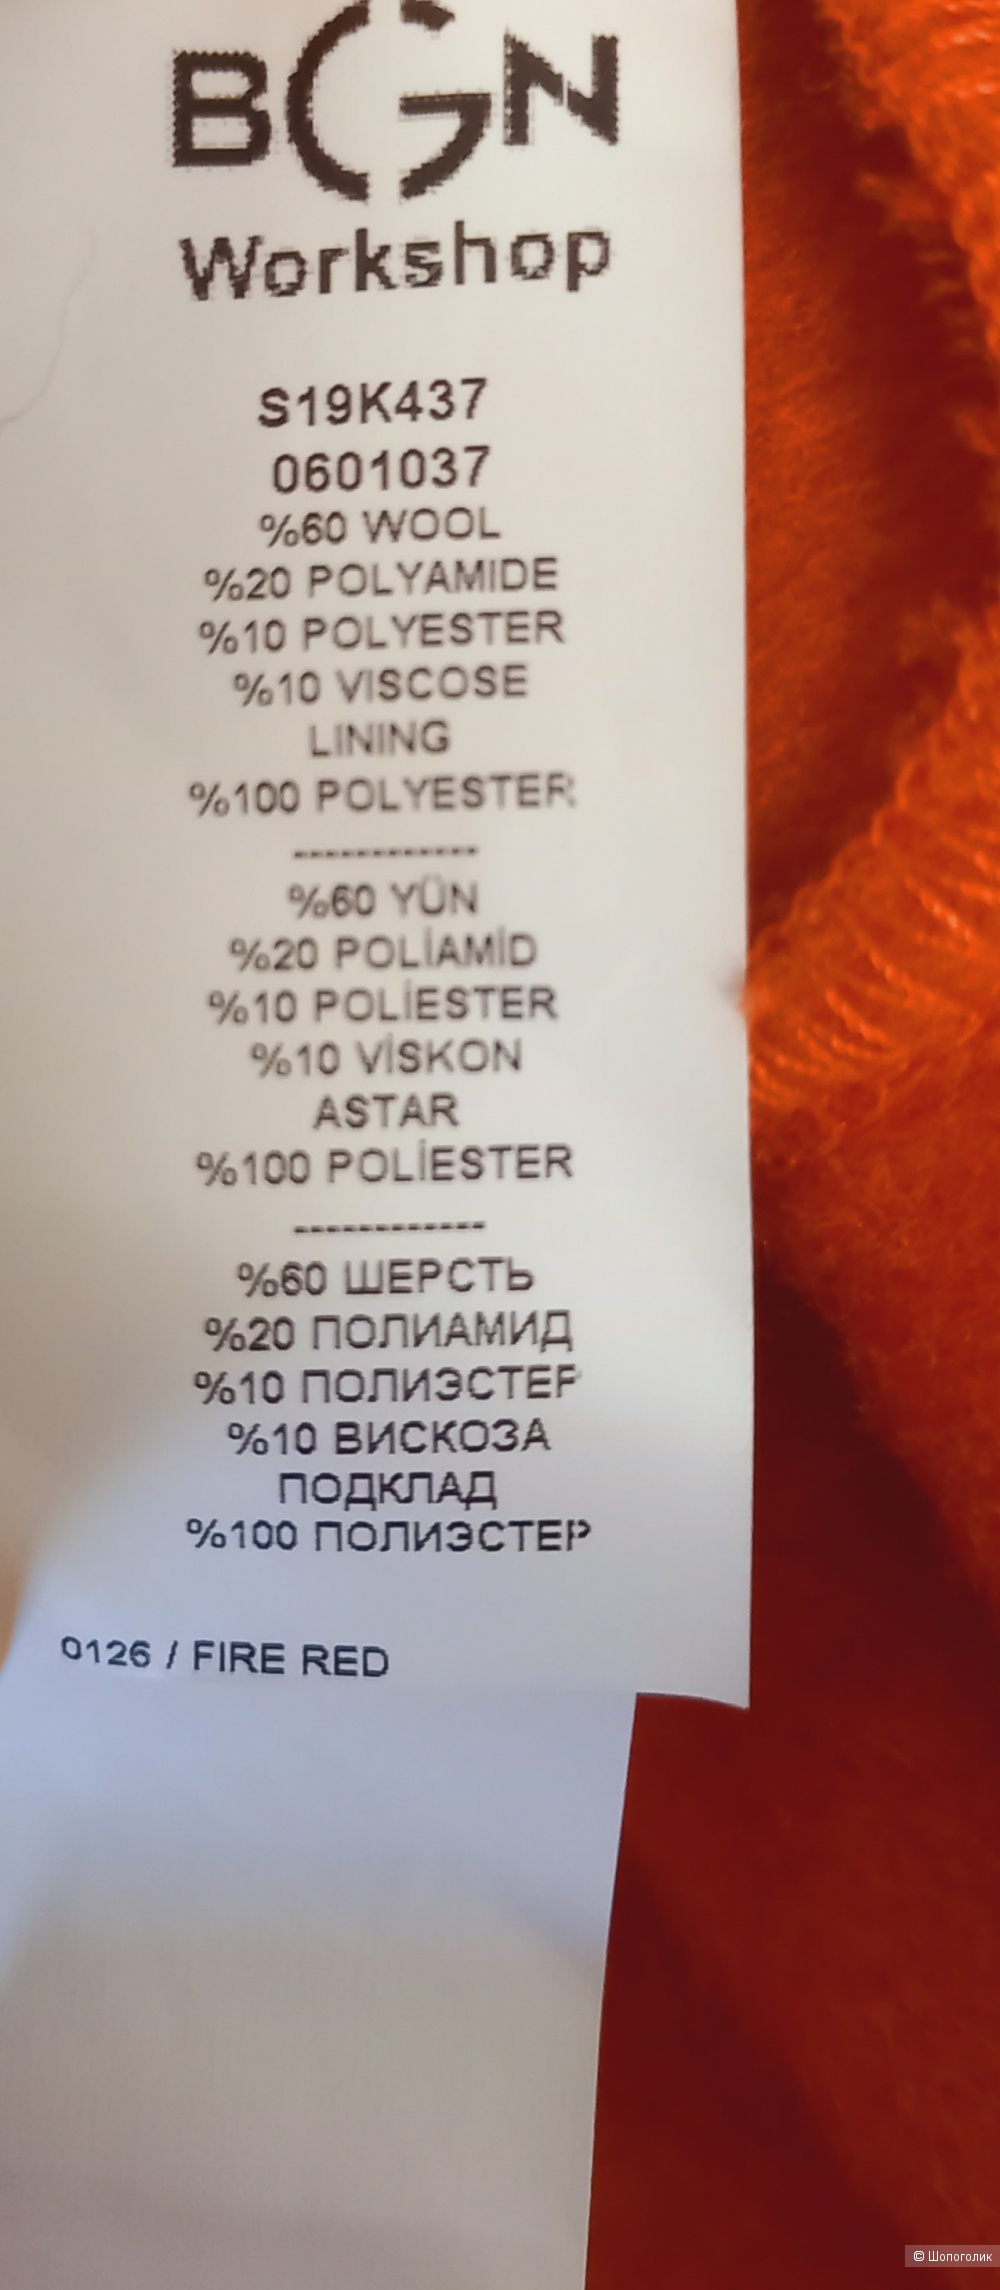 BGN
Workshop
S19K437
0601037
%60 WOOL
%20 POLYAMIDE
%10 POLYESTER
%10 VISCOSE
LINING
%100 POLYESTER
------------
%60 YÜN
%20 POLİAMİD
%10 POLİESTER
%10 VİSKON
ASTAR
%100 POLİESTER
------------
%60 ШЕРСТЬ
%20 ПОЛИАМИД
%10 ПОЛИЭСТЕР
%10 ВИСКОЗА
ПОДКЛАД
%100 ПОЛИЭСТЕР
0126 / FIRE RED
© Шопоголик